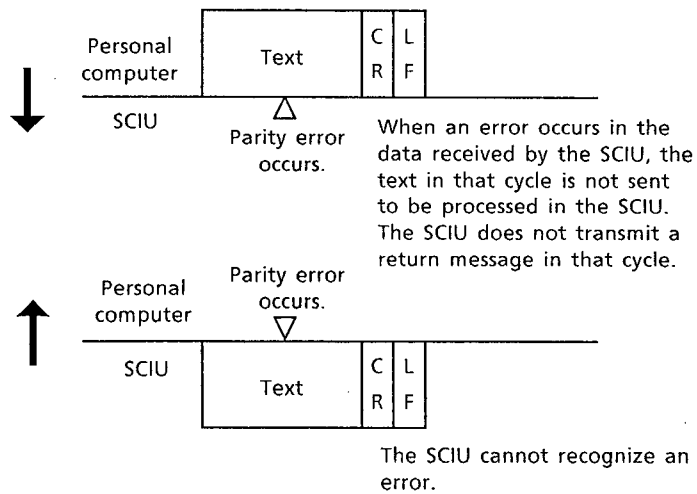 Personal
computer
Text
C
R
L
F
SCIU
Parity error
occurs.
When an error occurs in the
data received by the SCIU, the
text in that cycle is not sent
to be processed in the SCIU.
The SCIU does not transmit a
return message in that cycle.
Personal
computer
Parity error
occurs.
SCIU
Text
C
R
L
F
The SCIU cannot recognize an
error.